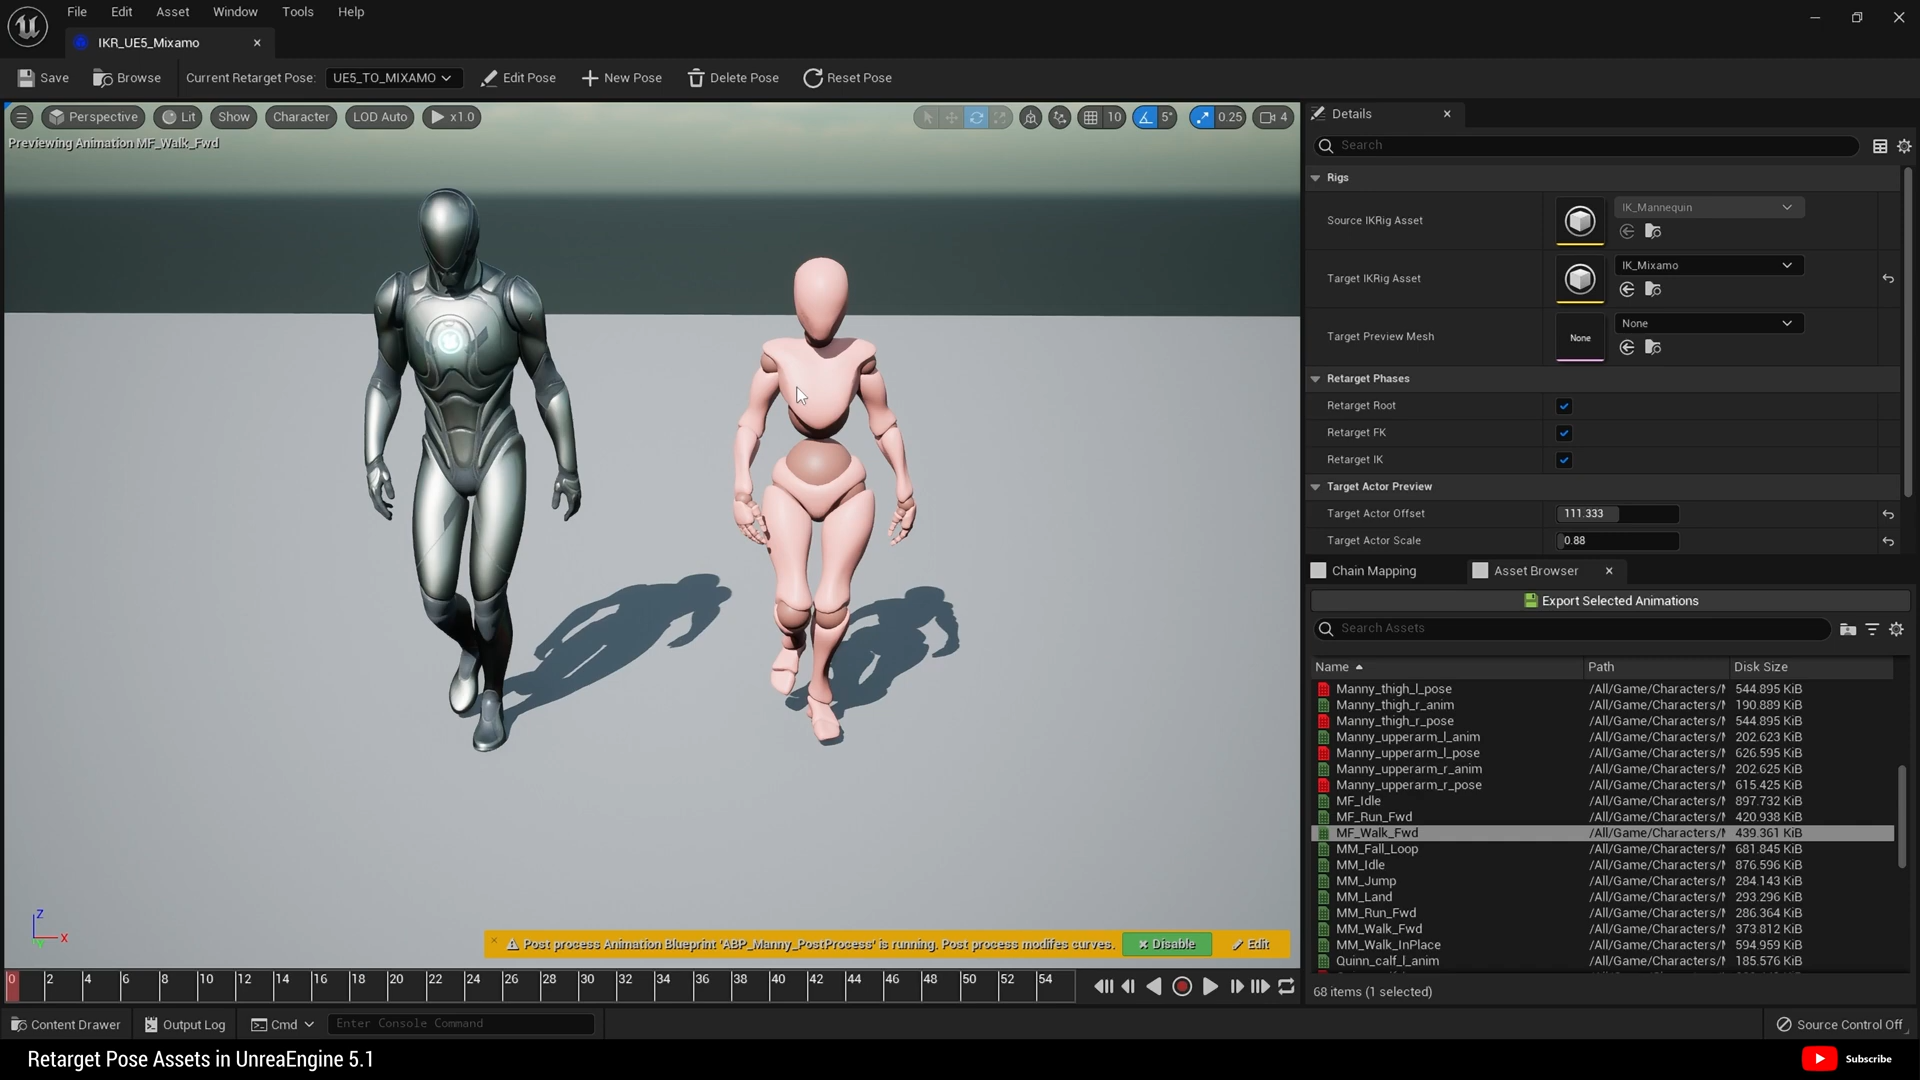 File Edit Asset Window Tools Help
IKR_UE5_Mixamo
Save Browse Current Retarget Pose: UE5_TO_MIXAMO Edit Pose New Pose Delete Pose Reset Pose
Perspective Lit Show Character LOD Auto x1.0 10 5° 0.25 4
Previewing Animation MF_Walk_Fwd
Details
Search
Rigs
Source IKRig Asset IK_Mannequin
Target IKRig Asset IK_Mixamo
Target Preview Mesh None None
Retarget Phases
Retarget Root
Retarget FK
Retarget IK
Target Actor Preview
Target Actor Offset 111.333
Target Actor Scale 0.88
Chain Mapping Asset Browser
Export Selected Animations
Search Assets
Name Path Disk Size
Manny_thigh_l_pose /All/Game/Characters/ 544.895 KiB
Manny_thigh_r_anim /All/Game/Characters/ 190.889 KiB
Manny_thigh_r_pose /All/Game/Characters/ 544.895 KiB
Manny_upperarm_l_anim /All/Game/Characters/ 202.623 KiB
Manny_upperarm_l_pose /All/Game/Characters/ 626.595 KiB
Manny_upperarm_r_anim /All/Game/Characters/ 202.625 KiB
Manny_upperarm_r_pose /All/Game/Characters/ 615.425 KiB
MF_Idle /All/Game/Characters/ 897.732 KiB
MF_Run_Fwd /All/Game/Characters/ 420.938 KiB
MF_Walk_Fwd /All/Game/Characters/ 439.361 KiB
MM_Fall_Loop /All/Game/Characters/ 681.845 KiB
MM_Idle /All/Game/Characters/ 876.596 KiB
MM_Jump /All/Game/Characters/ 284.143 KiB
MM_Land /All/Game/Characters/ 293.296 KiB
MM_Run_Fwd /All/Game/Characters/ 286.364 KiB
MM_Walk_Fwd /All/Game/Characters/ 373.812 KiB
MM_Walk_InPlace /All/Game/Characters/ 594.959 KiB
Quinn_calf_l_anim /All/Game/Characters/ 185.576 KiB
68 items (1 selected)
Z
X
Post process Animation Blueprint 'ABP_Manny_PostProcess' is running. Post process modifes curves. Disable Edit
0 2 4 6 8 10 12 14 16 18 20 22 24 26 28 30 32 34 36 38 40 42 44 46 48 50 52 54
Content Drawer Output Log Cmd Enter Console Command Source Control Off
Retarget Pose Assets in UnreaEngine 5.1 Subscribe